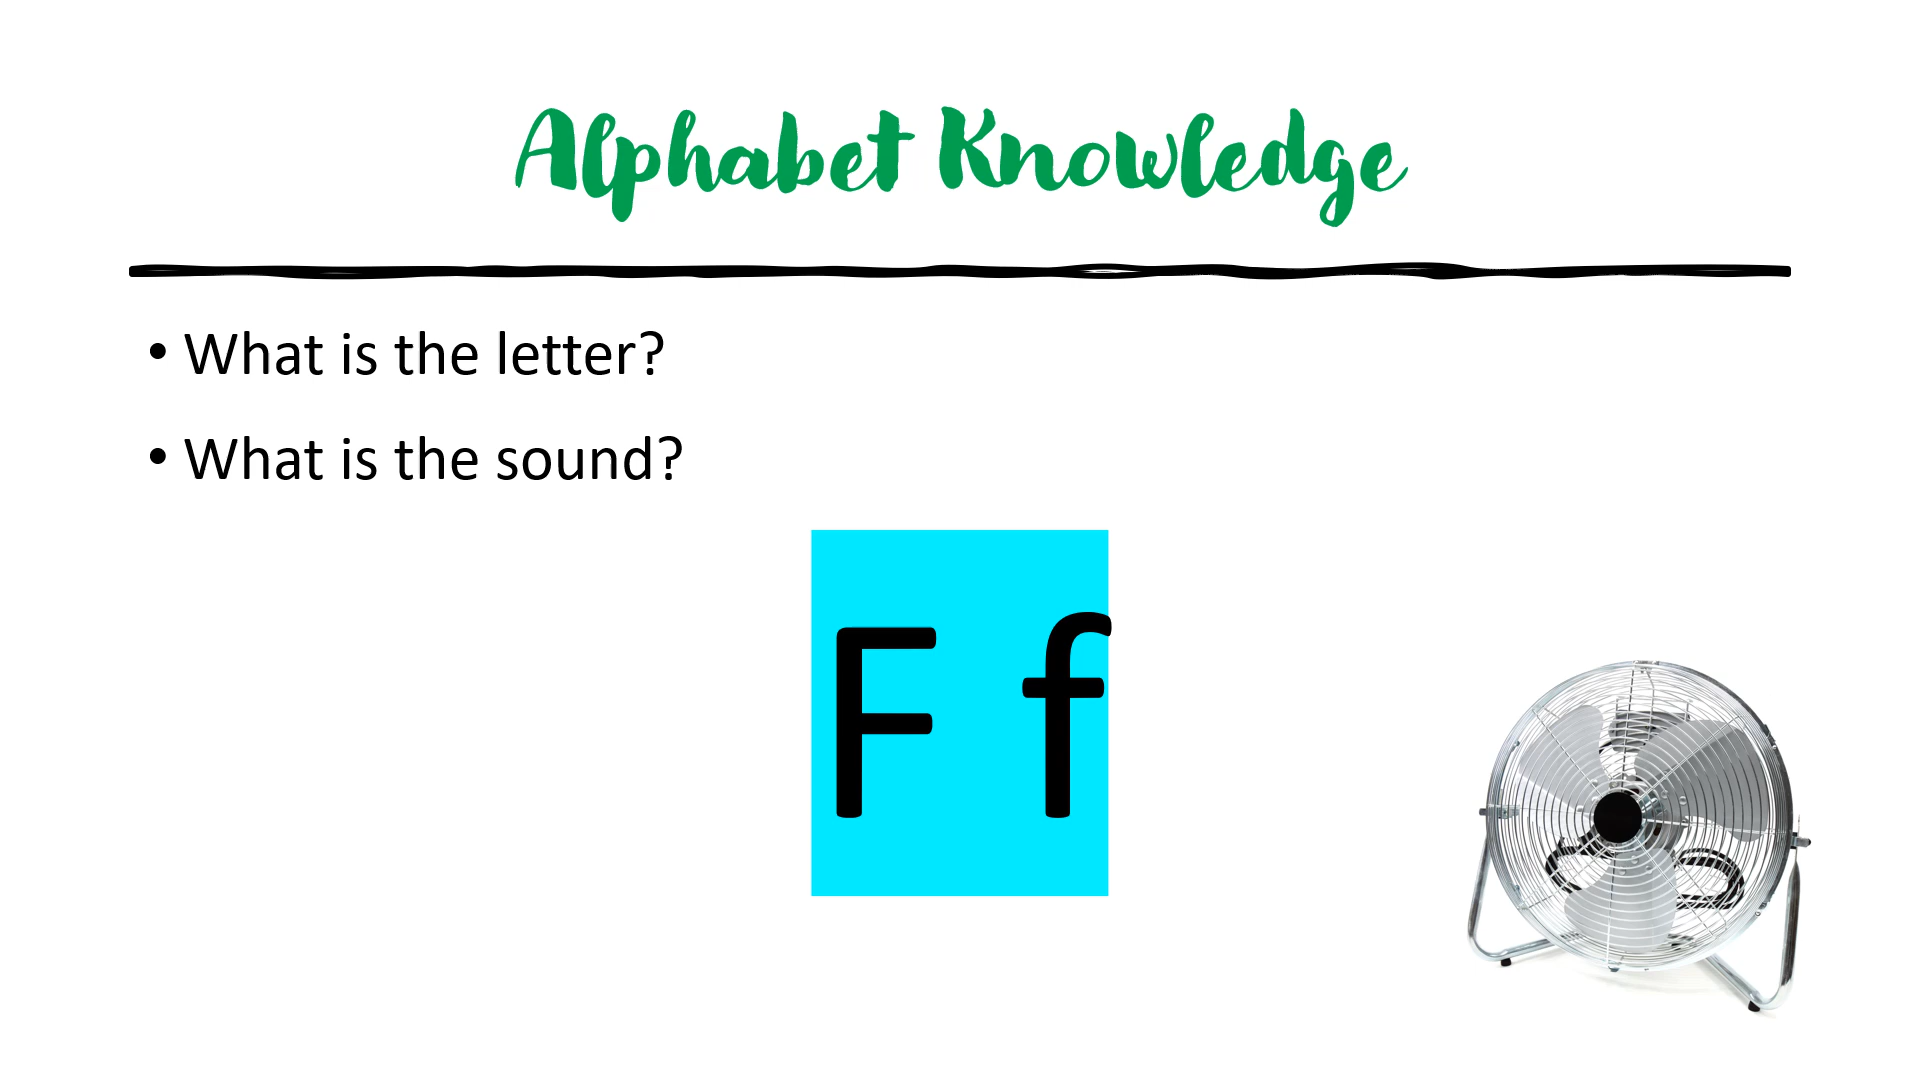 Alphabet Knowledge
• What is the letter?
• What is the sound?
F f